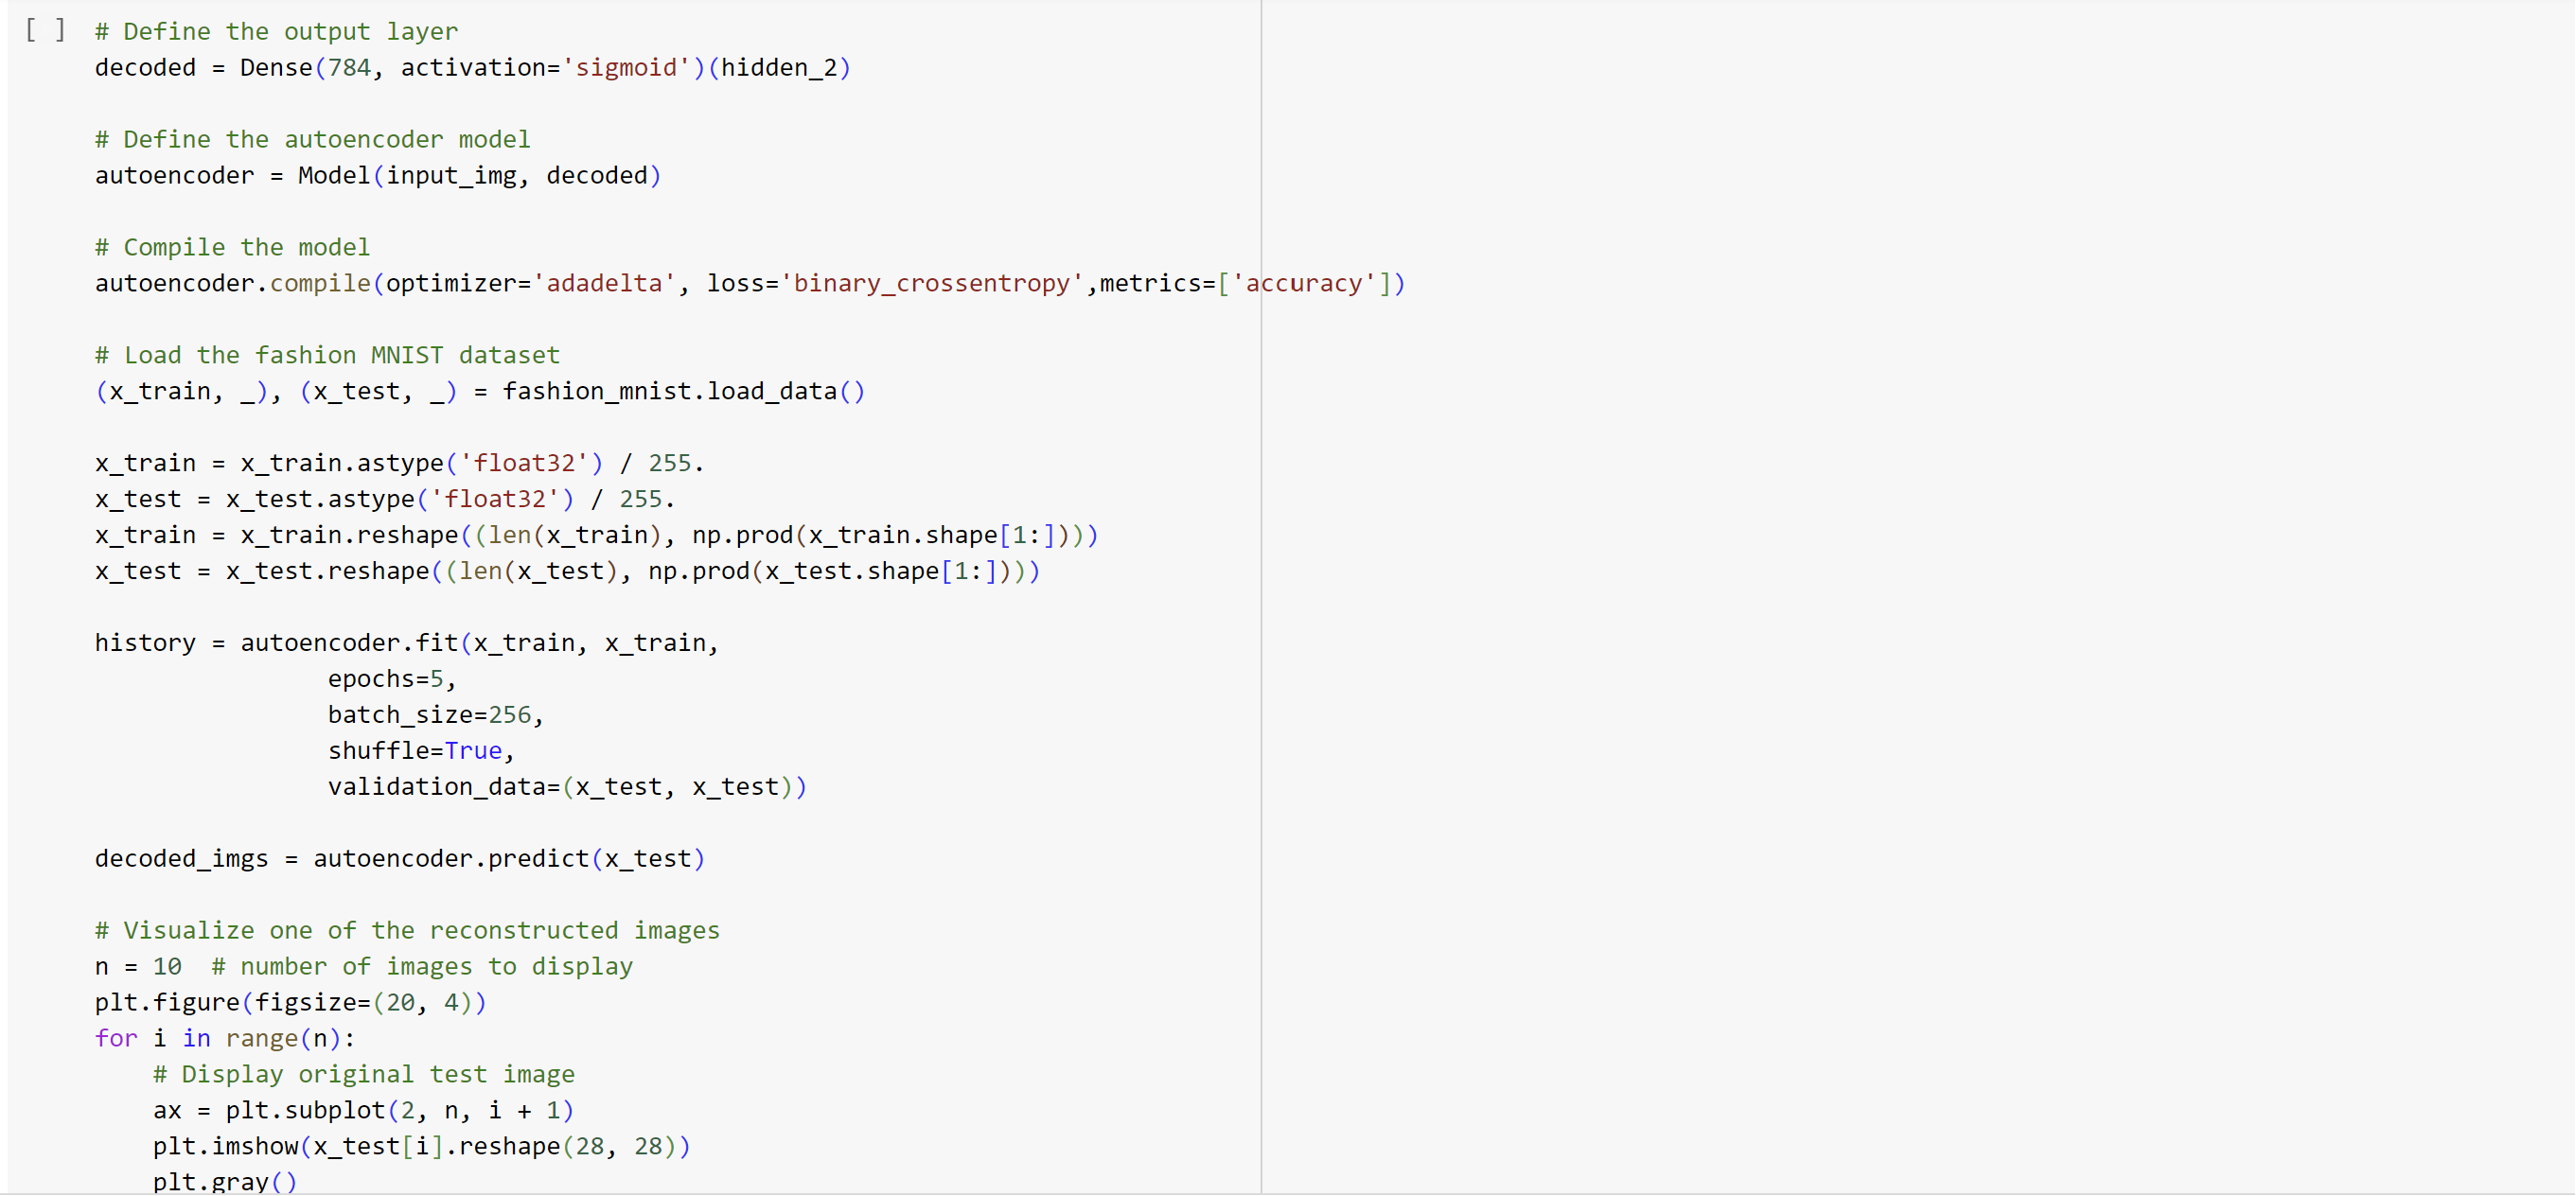 [ ] # Define the output layer
decoded = Dense(784, activation='sigmoid')(hidden_2)

# Define the autoencoder model
autoencoder = Model(input_img, decoded)

# Compile the model
autoencoder.compile(optimizer='adadelta', loss='binary_crossentropy',metrics=['accuracy'])

# Load the fashion MNIST dataset
(x_train, _), (x_test, _) = fashion_mnist.load_data()

x_train = x_train.astype('float32') / 255.
x_test = x_test.astype('float32') / 255.
x_train = x_train.reshape((len(x_train), np.prod(x_train.shape[1:])))
x_test = x_test.reshape((len(x_test), np.prod(x_test.shape[1:])))

history = autoencoder.fit(x_train, x_train,
                epochs=5,
                batch_size=256,
                shuffle=True,
                validation_data=(x_test, x_test))

decoded_imgs = autoencoder.predict(x_test)

# Visualize one of the reconstructed images
n = 10  # number of images to display
plt.figure(figsize=(20, 4))
for i in range(n):
    # Display original test image
    ax = plt.subplot(2, n, i + 1)
    plt.imshow(x_test[i].reshape(28, 28))
    plt.gray()